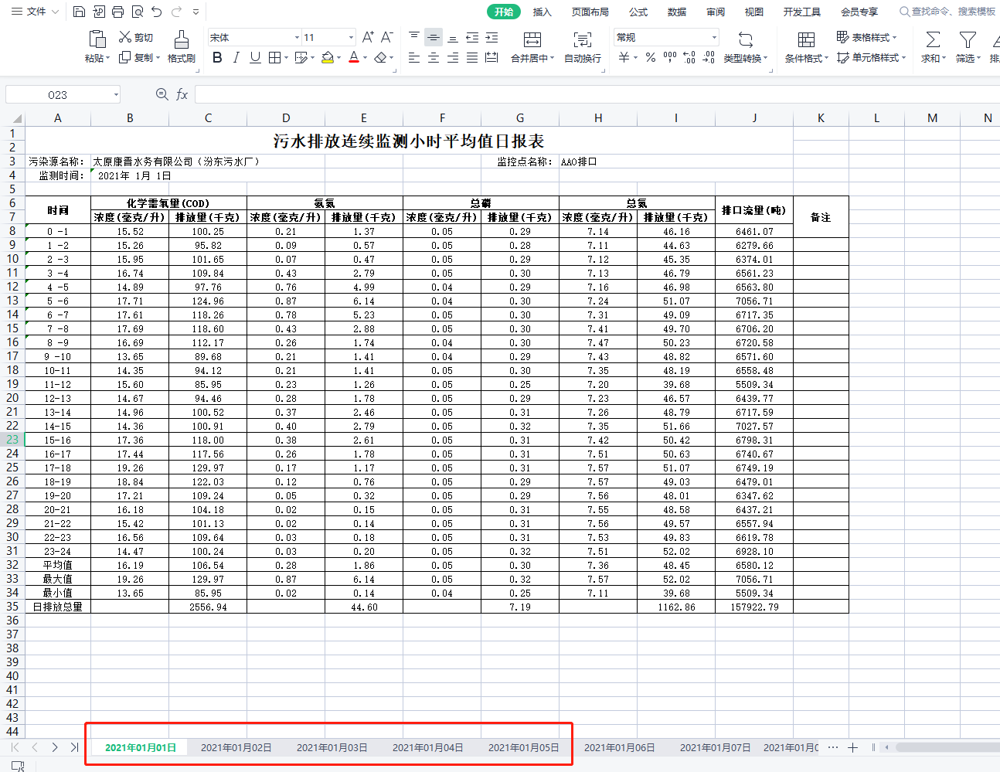 文件 开始 插入 页面布局 公式 数据 审阅 视图 开发工具 会员专享 查找命令、搜索模板
剪切 宋体 11 常规 表格样式
粘贴 复制 格式刷 B I U A 合并居中 自动换行 ¥ % 类型转换 条件格式 单元格样式 求和 筛选
O23 fx
A B C D E F G H I J K L M N
1 污水排放连续监测小时平均值日报表
2
3 污染源名称： 太原康晋水务有限公司（汾东污水厂） 监控点名称： AAO排口
4 监测时间： 2021年 1月 1日
5
6 时间 化学需氧量(COD) 氨氮 总磷 总氮 排口流量(吨) 备注
7 浓度(毫克/升) 排放量(千克) 浓度(毫克/升) 排放量(千克) 浓度(毫克/升) 排放量(千克) 浓度(毫克/升) 排放量(千克)
8 0 -1 15.52 100.25 0.21 1.37 0.05 0.29 7.14 46.16 6461.07
9 1 -2 15.26 95.82 0.09 0.57 0.05 0.28 7.11 44.63 6279.66
10 2 -3 15.95 101.65 0.07 0.47 0.05 0.29 7.12 45.35 6374.01
11 3 -4 16.74 109.84 0.43 2.79 0.05 0.30 7.13 46.79 6561.23
12 4 -5 14.89 97.76 0.76 4.99 0.04 0.29 7.16 46.98 6563.80
13 5 -6 17.71 124.96 0.87 6.14 0.04 0.30 7.24 51.07 7056.71
14 6 -7 17.61 118.26 0.78 5.23 0.05 0.30 7.31 49.09 6717.35
15 7 -8 17.69 118.60 0.43 2.88 0.05 0.30 7.41 49.70 6706.20
16 8 -9 16.69 112.17 0.26 1.74 0.04 0.30 7.47 50.23 6720.58
17 9 -10 13.65 89.68 0.21 1.41 0.04 0.29 7.43 48.82 6571.60
18 10-11 14.35 94.12 0.21 1.41 0.05 0.30 7.35 48.19 6558.48
19 11-12 15.60 85.95 0.23 1.26 0.05 0.25 7.20 39.68 5509.34
20 12-13 14.67 94.46 0.28 1.78 0.05 0.29 7.23 46.57 6439.77
21 13-14 14.96 100.52 0.37 2.46 0.05 0.31 7.26 48.79 6717.59
22 14-15 14.36 100.91 0.40 2.79 0.05 0.32 7.35 51.66 7027.57
23 15-16 17.36 118.00 0.38 2.61 0.05 0.31 7.42 50.42 6798.31
24 16-17 17.44 117.56 0.26 1.78 0.05 0.31 7.51 50.63 6740.67
25 17-18 19.26 129.97 0.17 1.17 0.05 0.31 7.57 51.07 6749.19
26 18-19 18.84 122.03 0.12 0.76 0.05 0.29 7.57 49.03 6479.01
27 19-20 17.21 109.24 0.05 0.32 0.05 0.29 7.56 48.01 6347.62
28 20-21 16.18 104.18 0.02 0.15 0.05 0.31 7.55 48.58 6437.21
29 21-22 15.42 101.13 0.02 0.14 0.05 0.31 7.56 49.57 6557.94
30 22-23 16.56 109.64 0.03 0.18 0.05 0.31 7.53 49.83 6619.78
31 23-24 14.47 100.24 0.03 0.20 0.05 0.32 7.51 52.02 6928.10
32 平均值 16.19 106.54 0.28 1.86 0.05 0.30 7.36 48.45 6580.12
33 最大值 19.26 129.97 0.87 6.14 0.05 0.32 7.57 52.02 7056.71
34 最小值 13.65 85.95 0.02 0.14 0.04 0.25 7.11 39.68 5509.34
35 日排放总量 2556.94 44.60 7.19 1162.86 157922.79
36
37
38
39
40
41
42
43
44
2021年01月01日 2021年01月02日 2021年01月03日 2021年01月04日 2021年01月05日 2021年01月06日 2021年01月07日 2021年01月0 ···